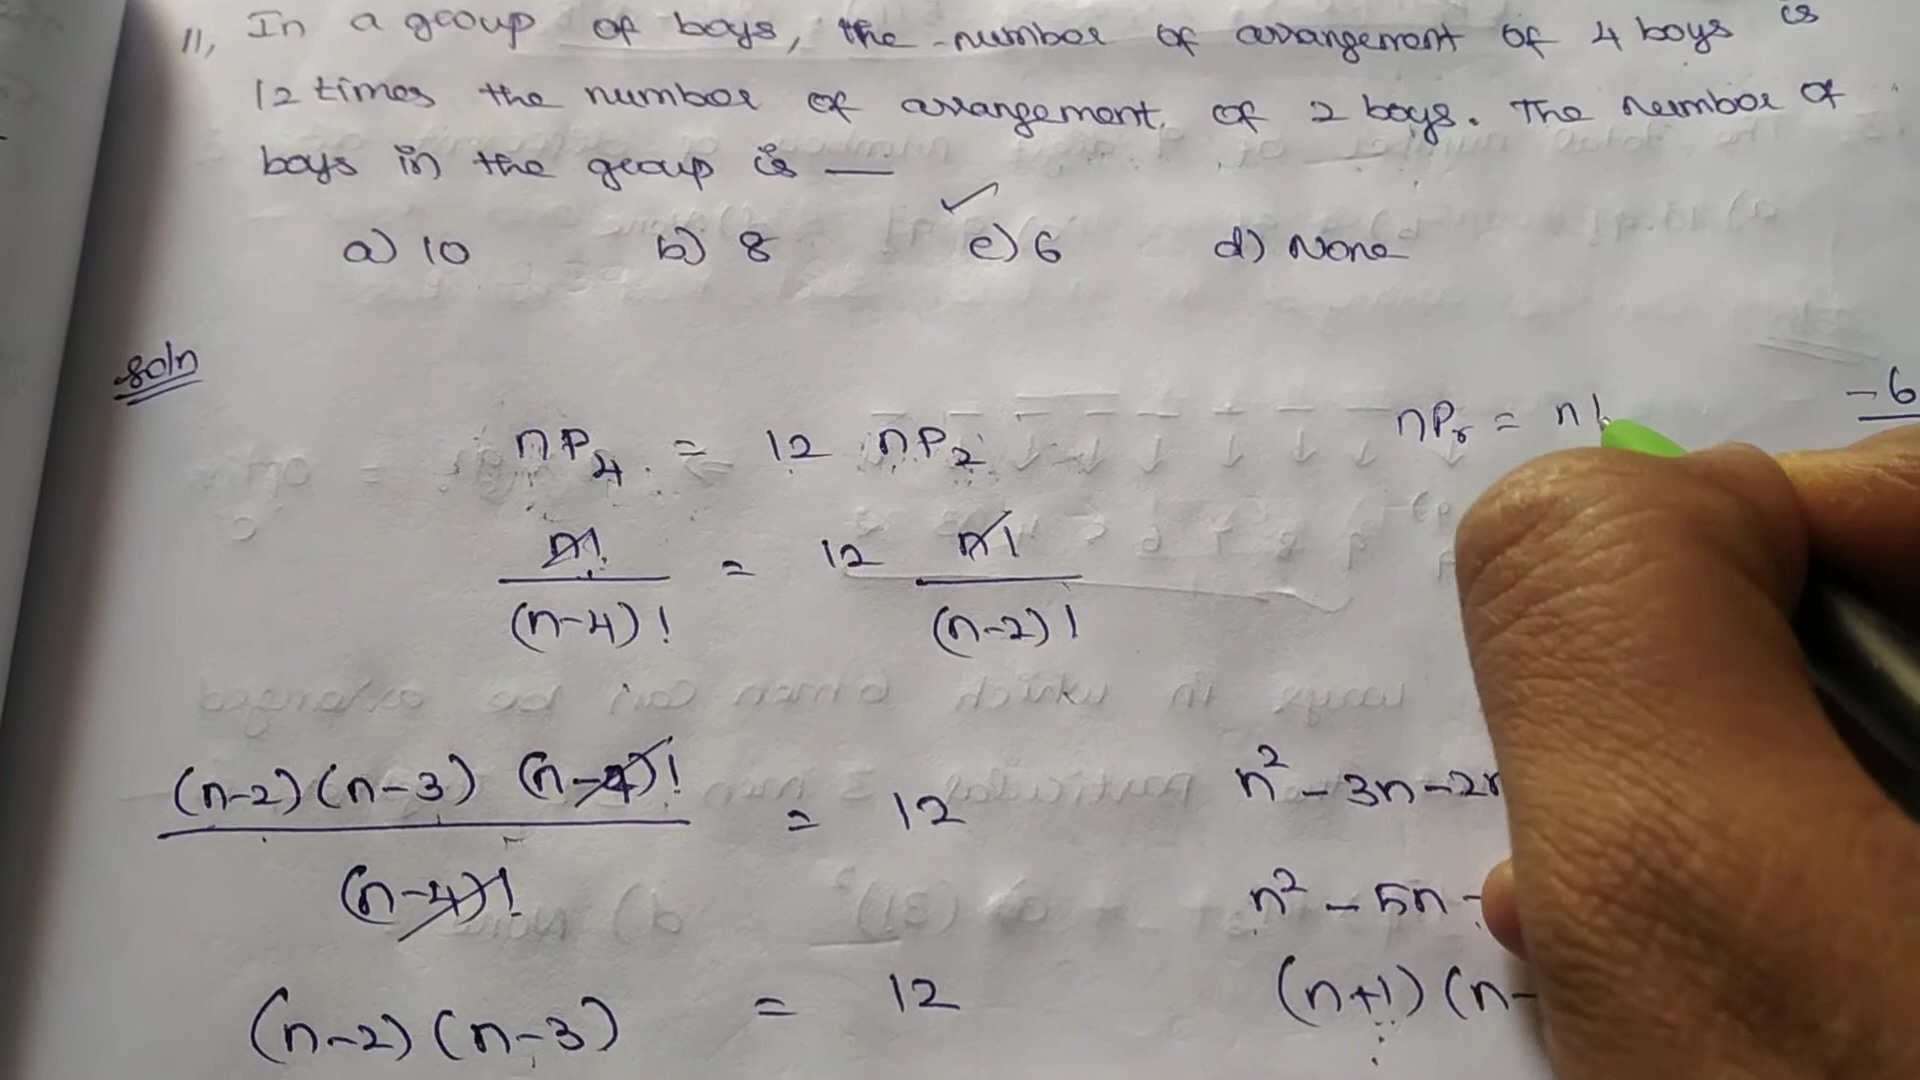 11, In a group of boys, the number of arrangement of 4 boys is
12 times the number of arrangement of 2 boys. The number of
boys in the group is —
a) 10 b) 8 c) 6 d) None
soln
nP4 = 12 nP2
nPr = n!
-6
n! / (n-4)! = 12 n! / (n-2)!
(n-2)(n-3) (n-4)! / (n-4)! = 12
(n-2)(n-3) = 12
n² - 3n - 2n
n² - 5n -
(n+1) (n-